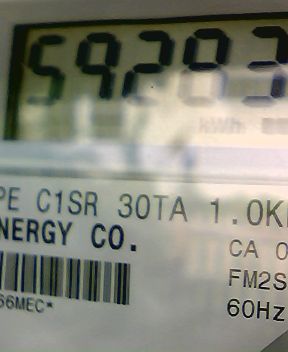 59283
kWh
PE C1SR 30TA 1.0K
NERGY CO.
CA 0
FM2S
66MEC*
60Hz